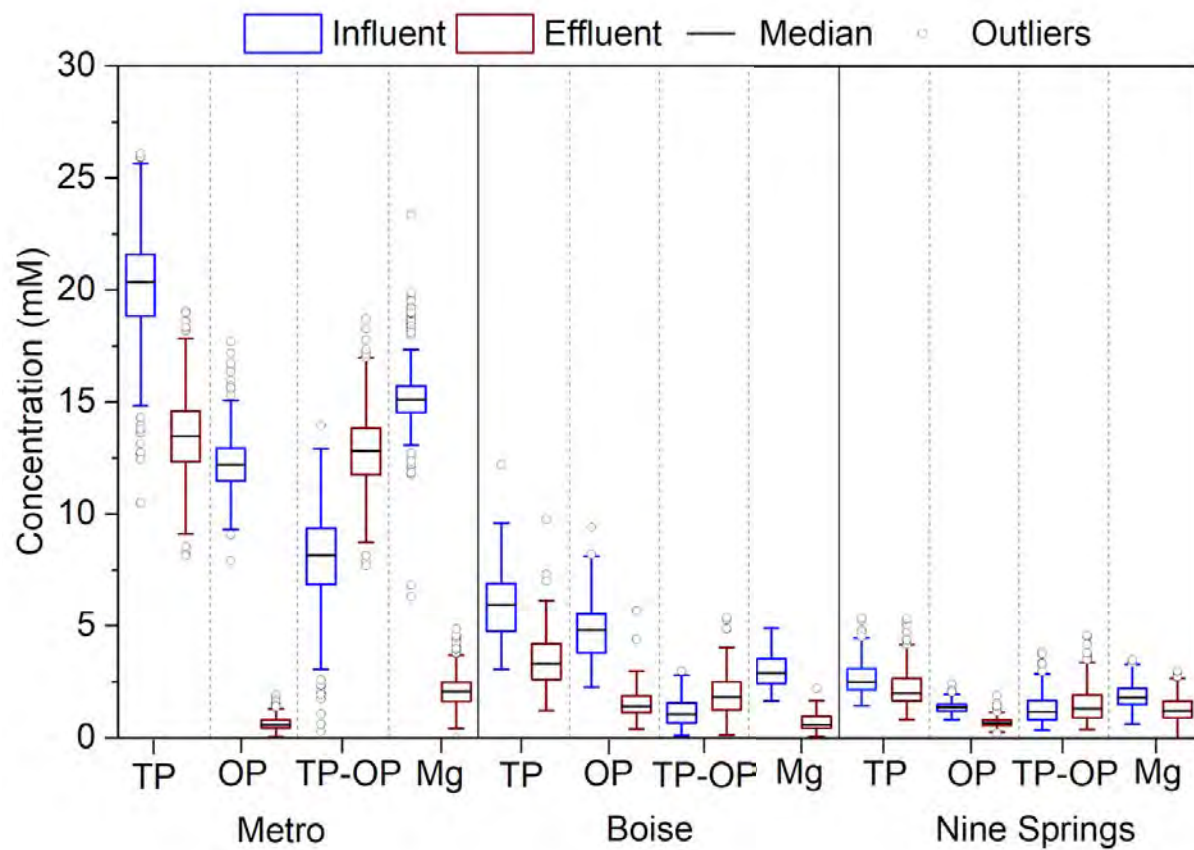 Influent Effluent Median Outliers
30
25
20
15
10
5
0
Concentration (mM)
TP OP TP-OP Mg TP OP TP-OP Mg TP OP TP-OP Mg
Metro Boise Nine Springs